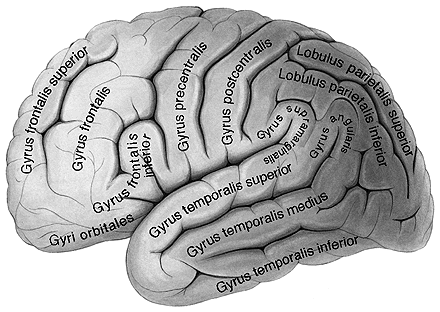 Gyrus frontalis superior
Gyrus frontalis
Gyrus frontalis
inferior
Gyri orbitales
Gyrus precentralis
Gyrus postcentralis
Lobulus parietalis superior
Lobulus parietalis inferior
Gyrus supramarginalis
Gyrus angularis
Gyrus temporalis superior
Gyrus temporalis medius
Gyrus temporalis inferior